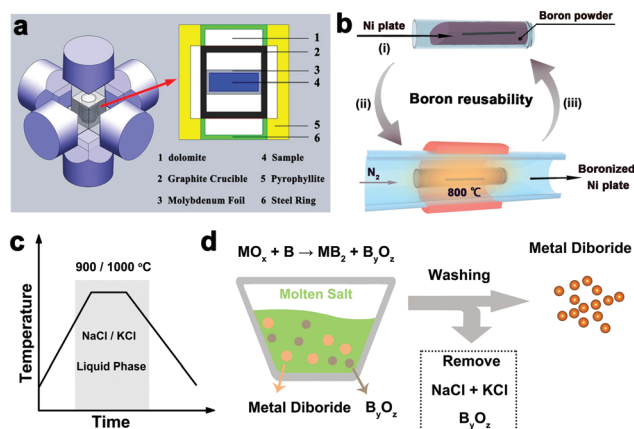 a
1
2
3
4
5
6
1 dolomite
4 Sample
2 Graphite Crucible
5 Pyrophyllite
3 Molybdenum Foil
6 Steel Ring
b
Ni plate
Boron powder
(i)
(ii)
Boron reusability
(iii)
N₂
800 ℃
Boronized
Ni plate
c
900 / 1000 °C
Temperature
NaCl / KCl
Liquid Phase
Time
d
MOₓ + B → MB₂ + ByOz
Molten Salt
Washing
Metal Diboride
Remove
NaCl + KCl
ByOz
Metal Diboride
ByOz